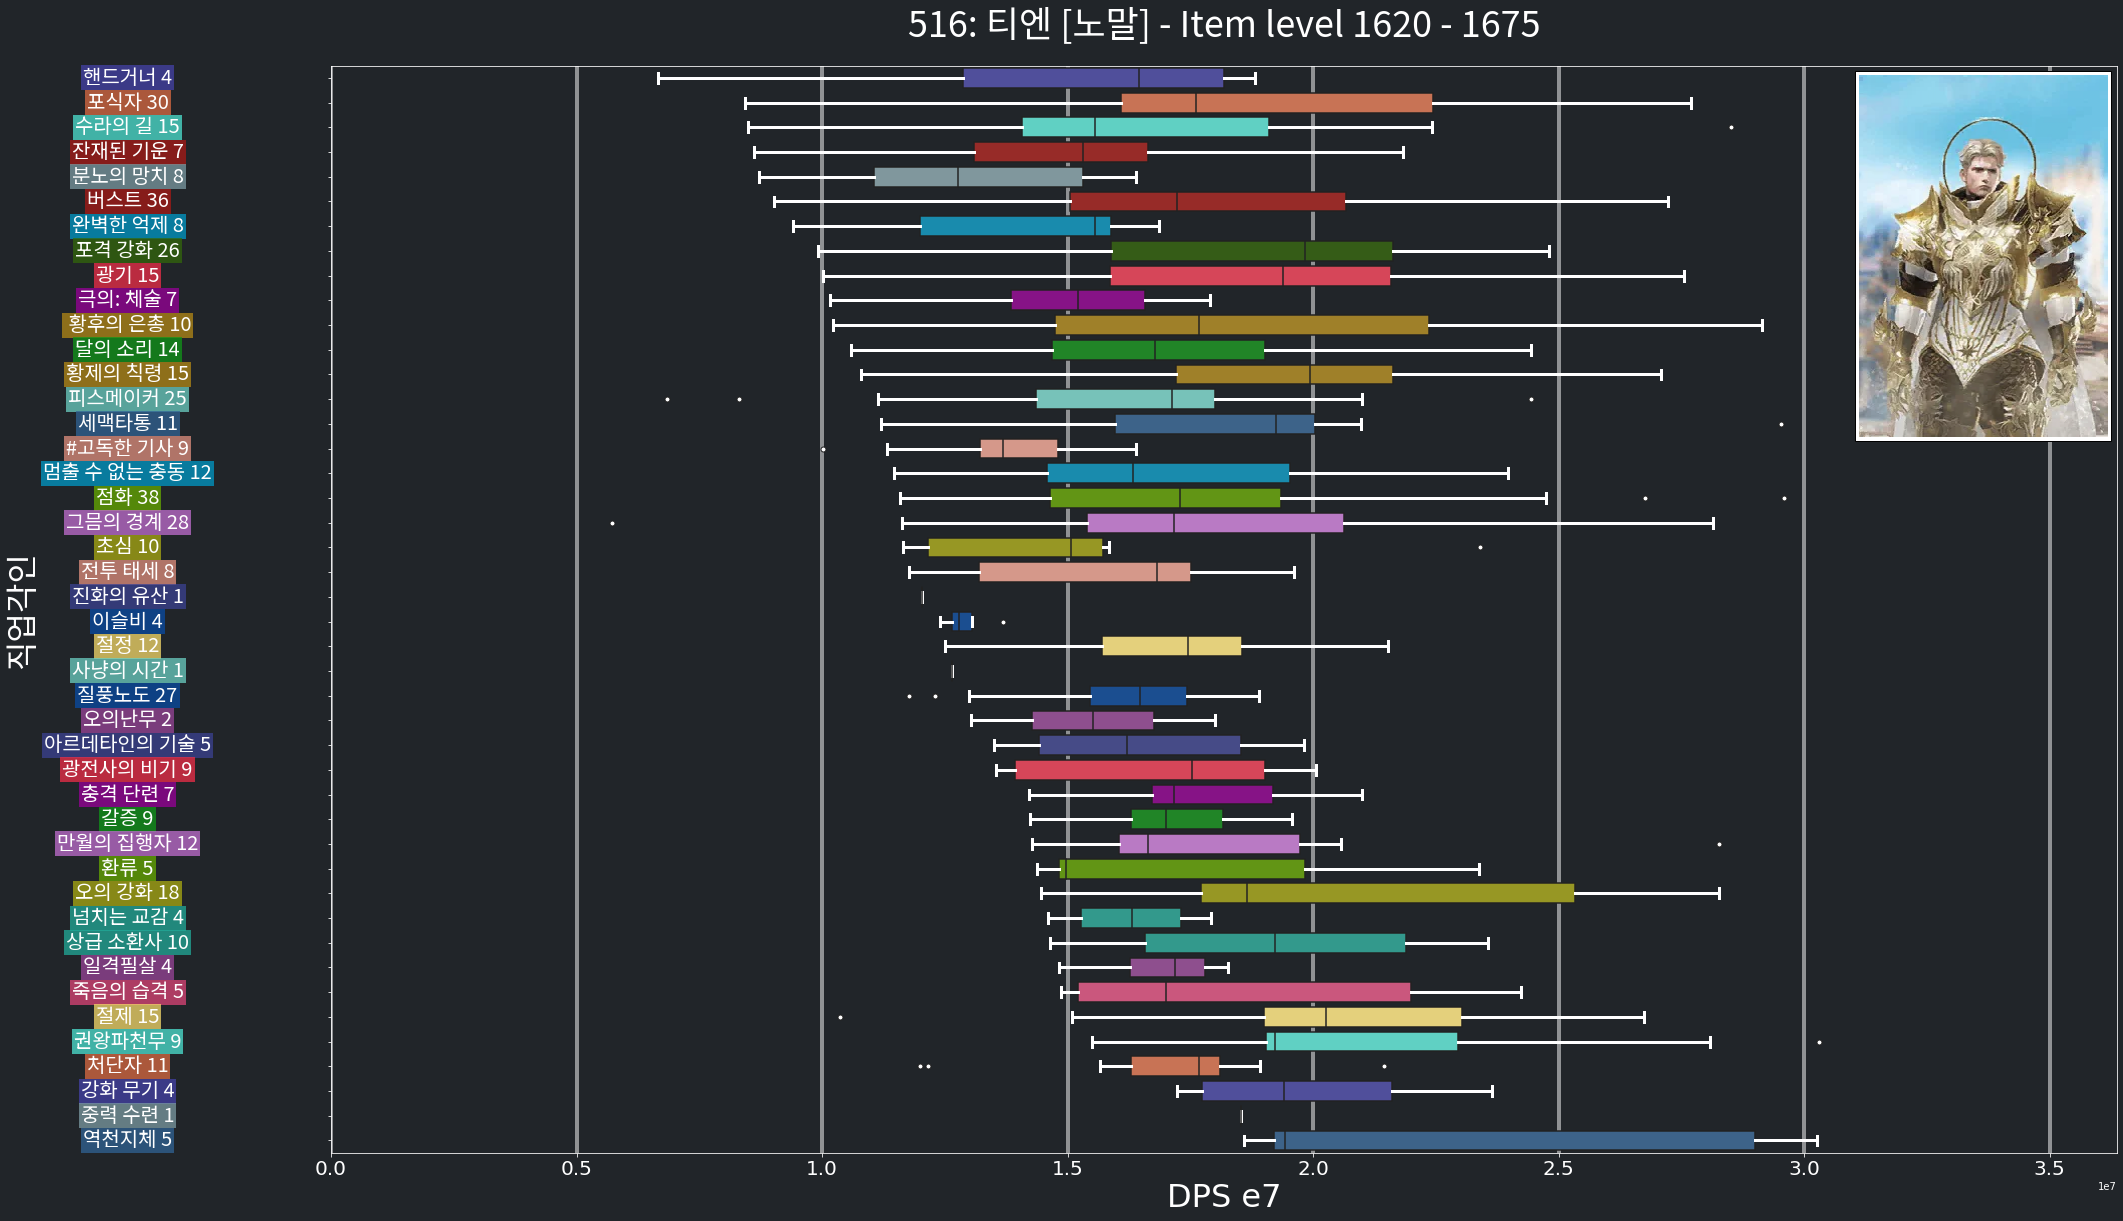 516: 티엔 [노말] - Item level 1620 - 1675
핸드거너 4
포식자 30
수라의 길 15
잔재된 기운 7
분노의 망치 8
버스트 36
완벽한 억제 8
포격 강화 26
광기 15
극의: 체술 7
황후의 은총 10
달의 소리 14
황제의 칙령 15
피스메이커 25
세맥타통 11
#고독한 기사 9
멈출 수 없는 충동 12
점화 38
그믐의 경계 28
초심 10
전투 태세 8
진화의 유산 1
이슬비 4
절정 12
사냥의 시간 1
질풍노도 27
오의난무 2
아르데타인의 기술 5
광전사의 비기 9
충격 단련 7
갈증 9
만월의 집행자 12
환류 5
오의 강화 18
넘치는 교감 4
상급 소환사 10
일격필살 4
죽음의 습격 5
절제 15
권왕파천무 9
처단자 11
강화 무기 4
중력 수련 1
역천지체 5
직업각인
0.0 0.5 1.0 1.5 2.0 2.5 3.0 3.5
1e7
DPS e7